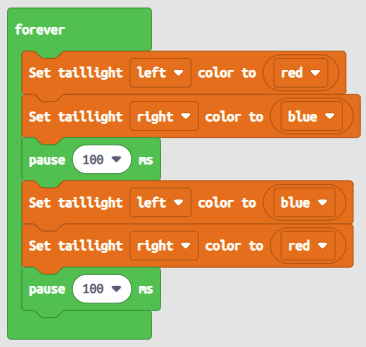 forever
Set taillight left color to red
Set taillight right color to blue
pause 100 ms
Set taillight left color to blue
Set taillight right color to red
pause 100 ms